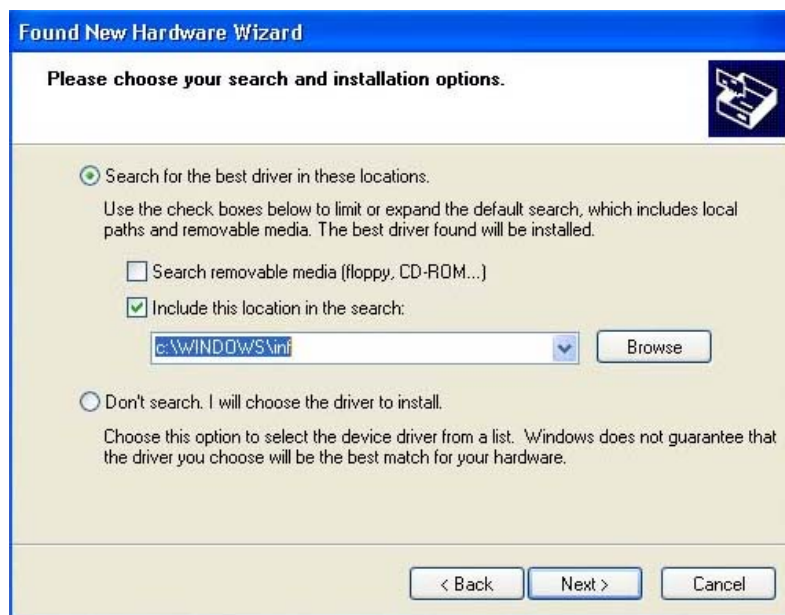 Found New Hardware Wizard
Please choose your search and installation options.
Search for the best driver in these locations.
Use the check boxes below to limit or expand the default search, which includes local
paths and removable media. The best driver found will be installed.
Search removable media (floppy, CD-ROM...)
Include this location in the search:
c:\WINDOWS\inf
Browse
Don't search. I will choose the driver to install.
Choose this option to select the device driver from a list. Windows does not guarantee that
the driver you choose will be the best match for your hardware.
< Back
Next >
Cancel